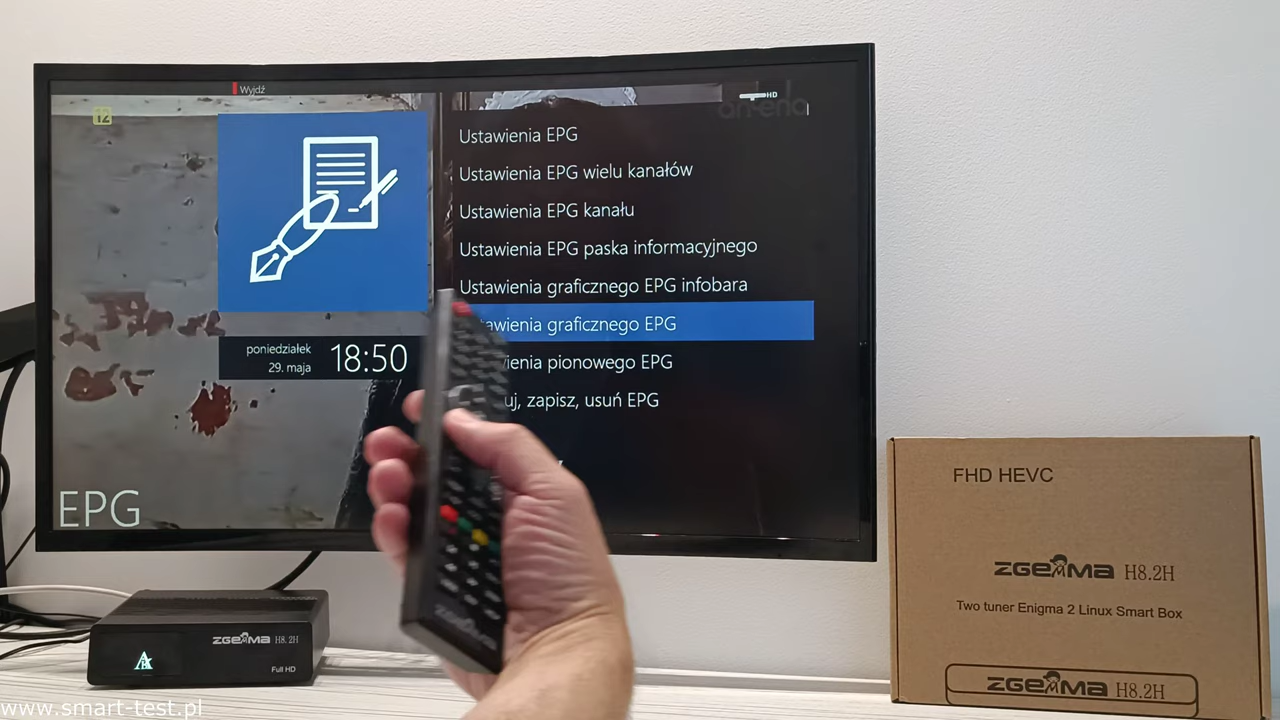 Wyjdź
12
HD
arena
Ustawienia EPG
Ustawienia EPG wielu kanałów
Ustawienia EPG kanału
Ustawienia EPG paska informacyjnego
Ustawienia graficznego EPG infobara
awienia graficznego EPG
ienia pionowego EPG
uj, zapisz, usuń EPG
poniedziałek
29. maja
18:50
EPG
FHD HEVC
ZGEMMA H8.2H
Two tuner Enigma 2 Linux Smart Box
ZGEMMA H8.2H
ZGEMMA H8.2H
Full HD
www.smart-test.pl